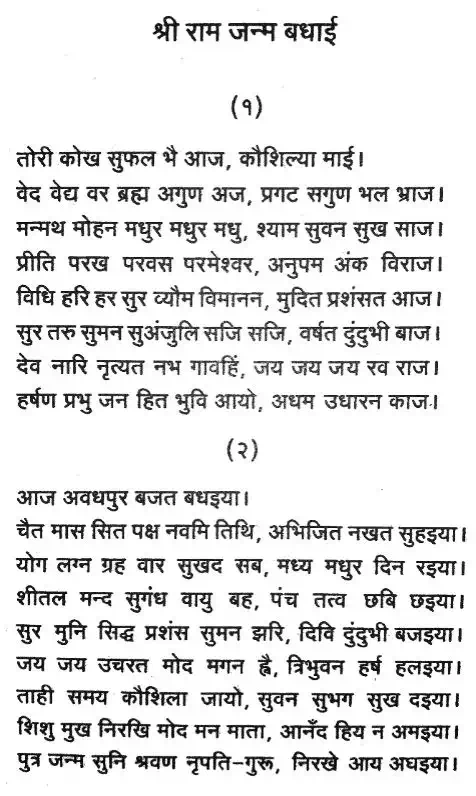 श्री राम जन्म बधाई
(१)
तोरी कोख सुफल भै आज, कौशिल्या माई।
वेद वेद्य वर ब्रह्म अगुण अज, प्रगट सगुण भल भ्राज।
मन्मथ मोहन मधुर मधुर मधु, श्याम सुवन सुख साज।
प्रीति परख परवस परमेश्वर, अनुपम अंक विराज।
विधि हरि हर सुर व्यौम विमानन, मुदित प्रशंसत आज।
सुर तरु सुमन सुअंजुलि सजि सजि, वर्षत दुंदुभी बाज।
देव नारि नृत्यत नभ गावहिं, जय जय जय रव राज।
हर्षण प्रभु जन हित भुवि आयो, अधम उधारन काज।
(२)
आज अवधपुर बजत बधइया।
चैत मास सित पक्ष नवमि तिथि, अभिजित नखत सुहइया।
योग लग्न ग्रह वार सुखद सब, मध्य मधुर दिन रइया।
शीतल मन्द सुगंध वायु बह, पंच तत्व छबि छइया।
सुर मुनि सिद्ध प्रशंस सुमन झरि, दिवि दुंदुभी बजइया।
जय जय उचरत मोद मगन ह्वै, त्रिभुवन हर्ष हलइया।
ताही समय कौशिला जायो, सुवन सुभग सुख दइया।
शिशु मुख निरखि मोद मन माता, आनँद हिय न अमइया।
पुत्र जन्म सुनि श्रवण नृपति-गुरू, निरखे आय अघइया।